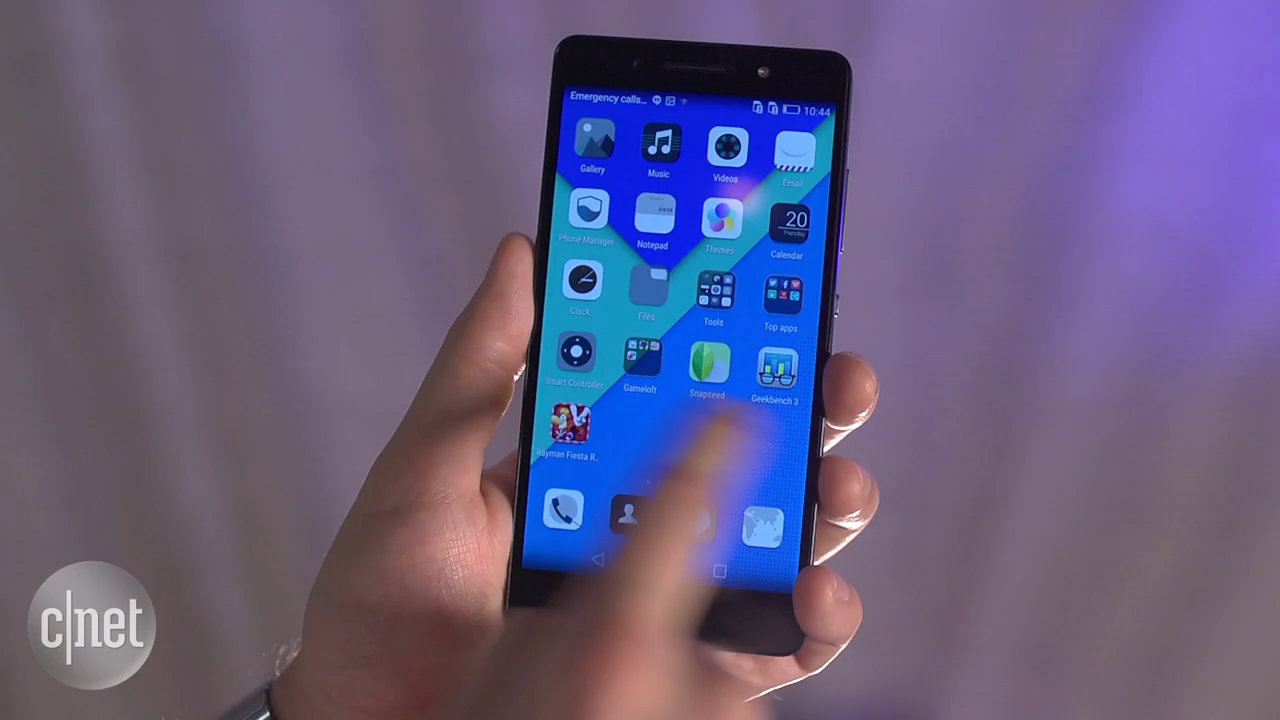 Emergency calls...
10:44
Gallery
Music
Videos
Email
Phone Manager
Notepad
Themes
20
Thursday
Calendar
Clock
Files
Tools
Top apps
Smart Controller
Gameloft
Snapseed
Geekbench 3
Rayman Fiesta R..
c|net